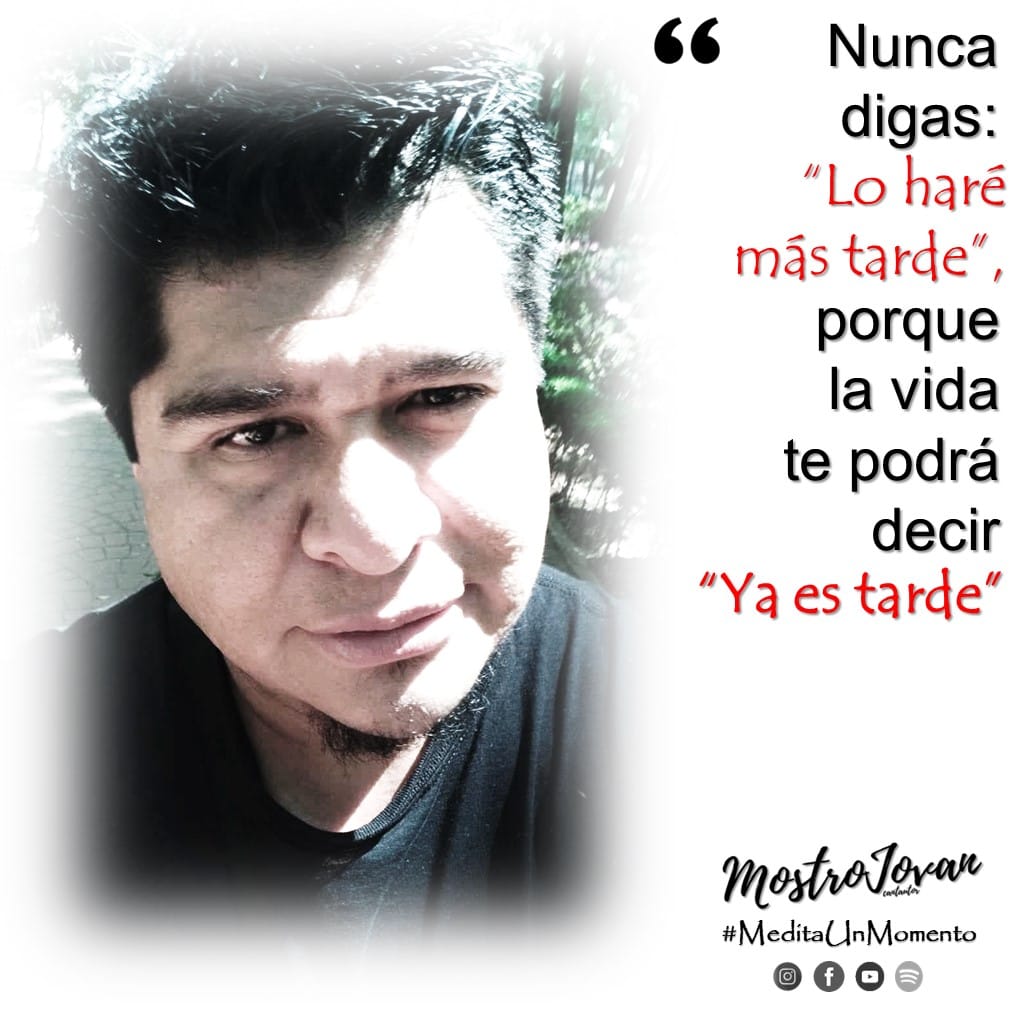 “
Nunca
digas:
“Lo haré
más tarde”,
porque
la vida
te podrá
decir
“Ya es tarde”
MostroJovan
cantautor
#MeditaUnMomento